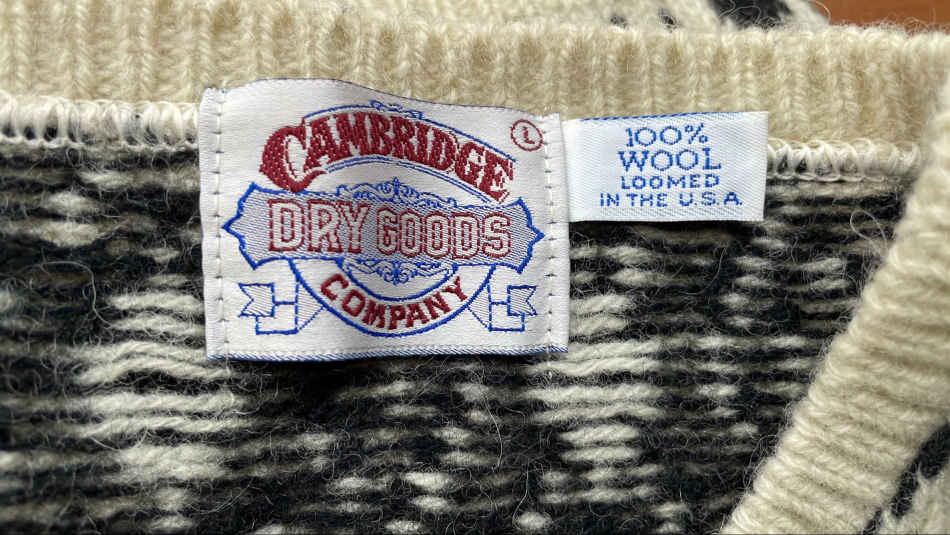 CAMBRIDGE
L
DRY GOODS
COMPANY
100%
WOOL
LOOMED
IN THE U.S.A.